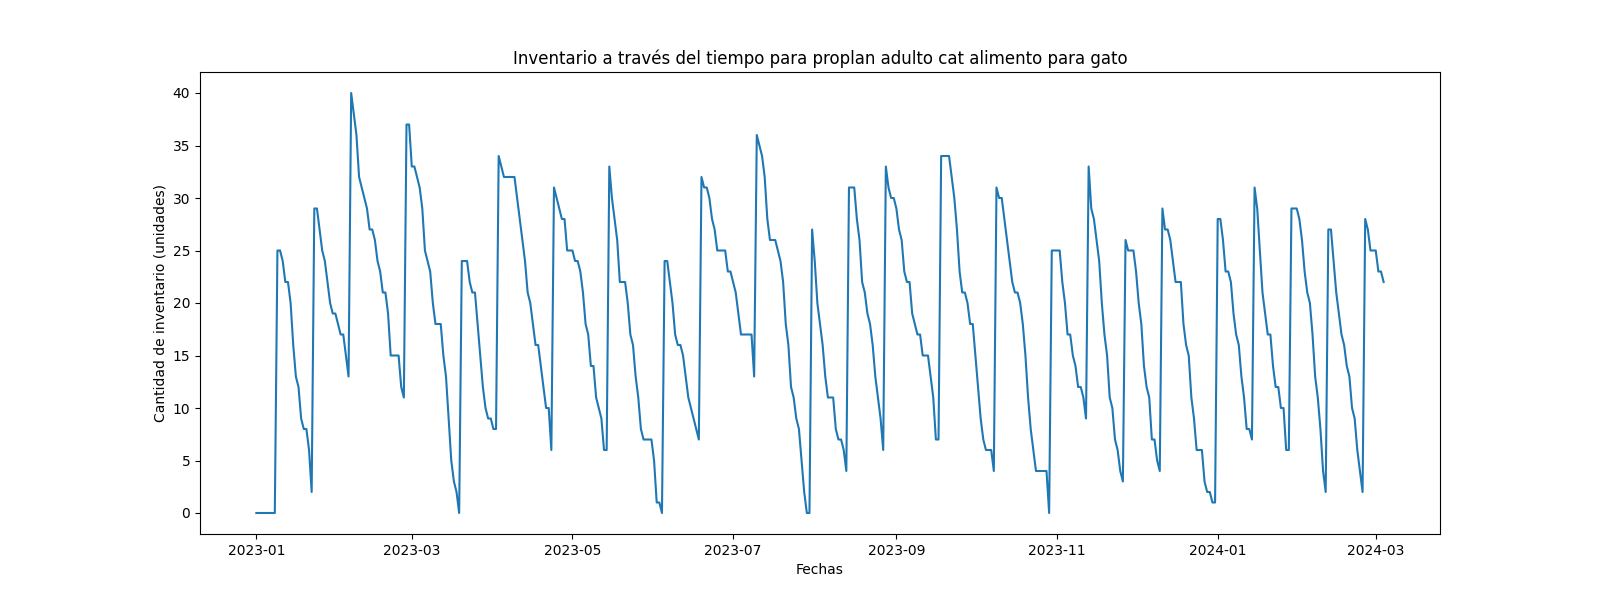 Inventario a través del tiempo para proplan adulto cat alimento para gato
Cantidad de inventario (unidades)
40
35
30
25
20
15
10
5
0
2023-01 2023-03 2023-05 2023-07 2023-09 2023-11 2024-01 2024-03
Fechas